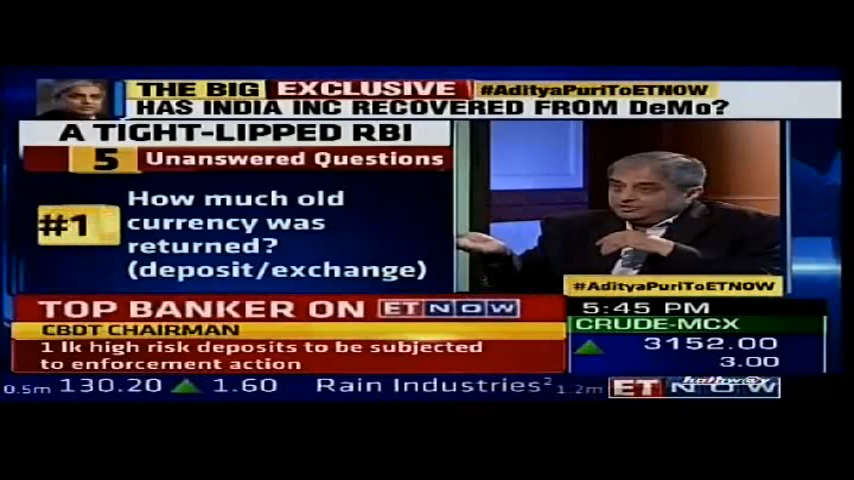 THE BIG EXCLUSIVE #AdityaPuriToETNOW
HAS INDIA INC RECOVERED FROM DeMo?
A TIGHT-LIPPED RBI
5 Unanswered Questions
#1
How much old
currency was
returned?
(deposit/exchange)
#AdityaPuriToETNOW
TOP BANKER ON ET NOW
CBDT CHAIRMAN
1 lk high risk deposits to be subjected
to enforcement action
5:45 PM
CRUDE-MCX
3152.00
3.00
0.5m 130.20 1.60 Rain Industries² 1.2m
ET NOW